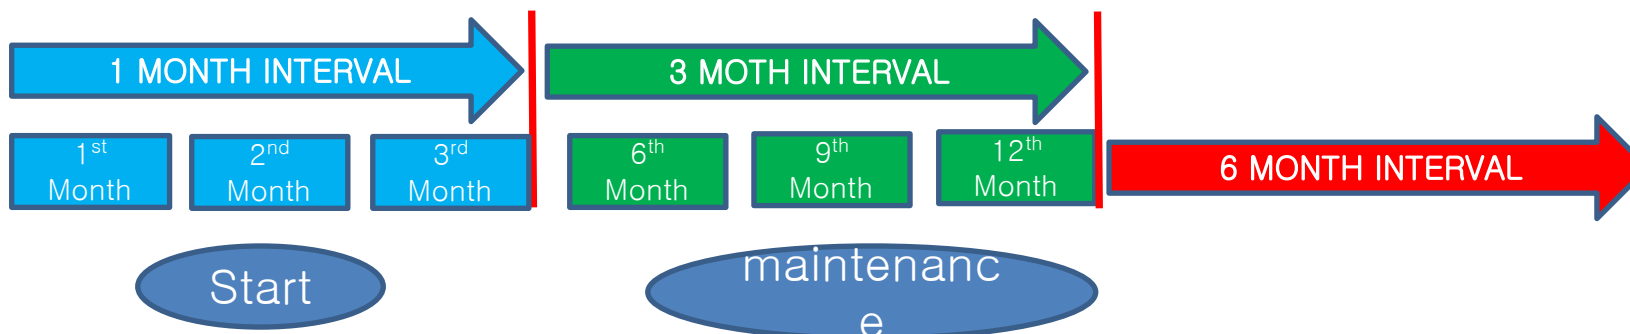 1 MONTH INTERVAL
3 MOTH INTERVAL
1st
Month
2nd
Month
3rd
Month
6th
Month
9th
Month
12th
Month
6 MONTH INTERVAL
Start
maintenanc
e